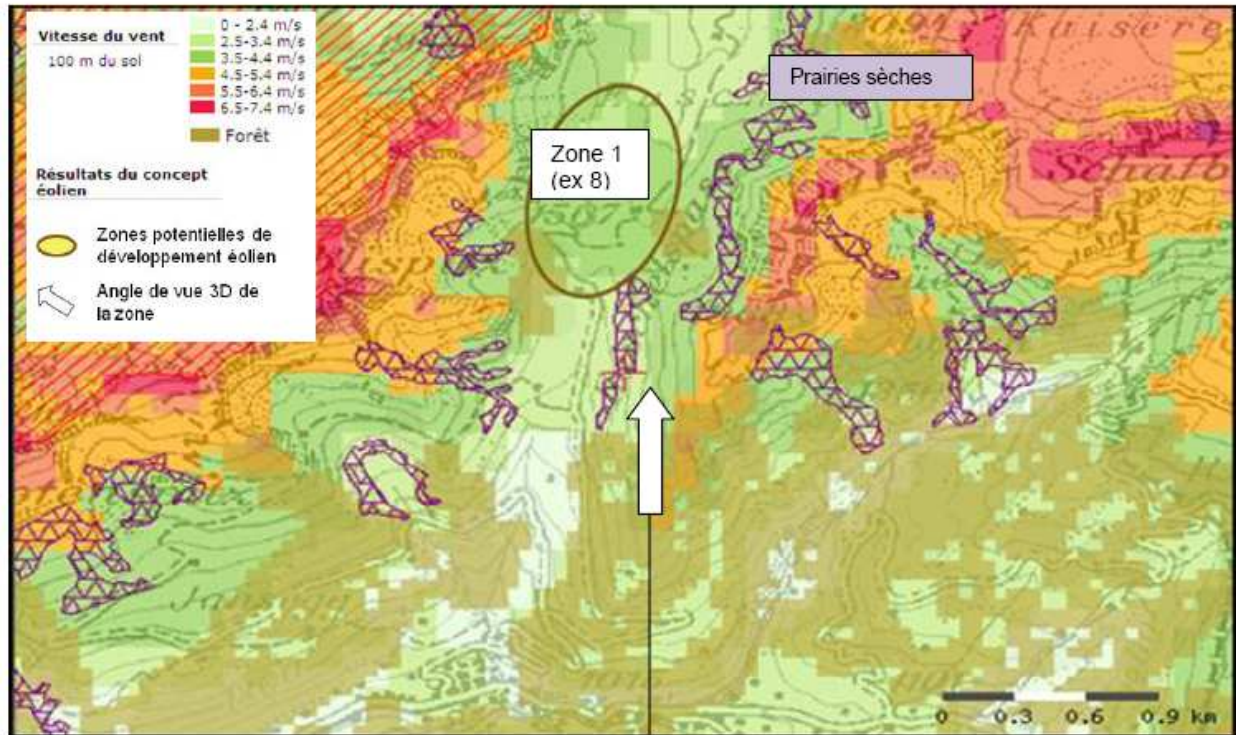 Vitesse du vent
100 m du sol
0 - 2.4 m/s
2.5-3.4 m/s
3.5-4.4 m/s
4.5-5.4 m/s
5.5-6.4 m/s
6.5-7.4 m/s
Forêt
Résultats du concept
éolien
Zones potentielles de
développement éolien
Angle de vue 3D de
la zone
Prairies sèches
Zone 1
(ex 8)
0 0.3 0.6 0.9 km